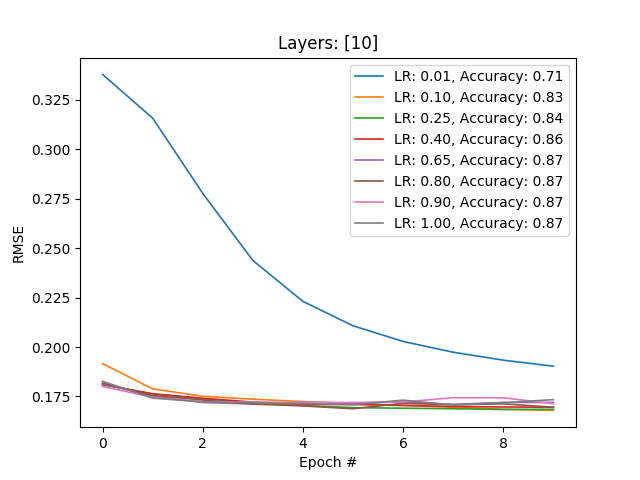 Layers: [10]
LR: 0.01, Accuracy: 0.71
LR: 0.10, Accuracy: 0.83
LR: 0.25, Accuracy: 0.84
LR: 0.40, Accuracy: 0.86
LR: 0.65, Accuracy: 0.87
LR: 0.80, Accuracy: 0.87
LR: 0.90, Accuracy: 0.87
LR: 1.00, Accuracy: 0.87
RMSE
0.325
0.300
0.275
0.250
0.225
0.200
0.175
0 2 4 6 8
Epoch #